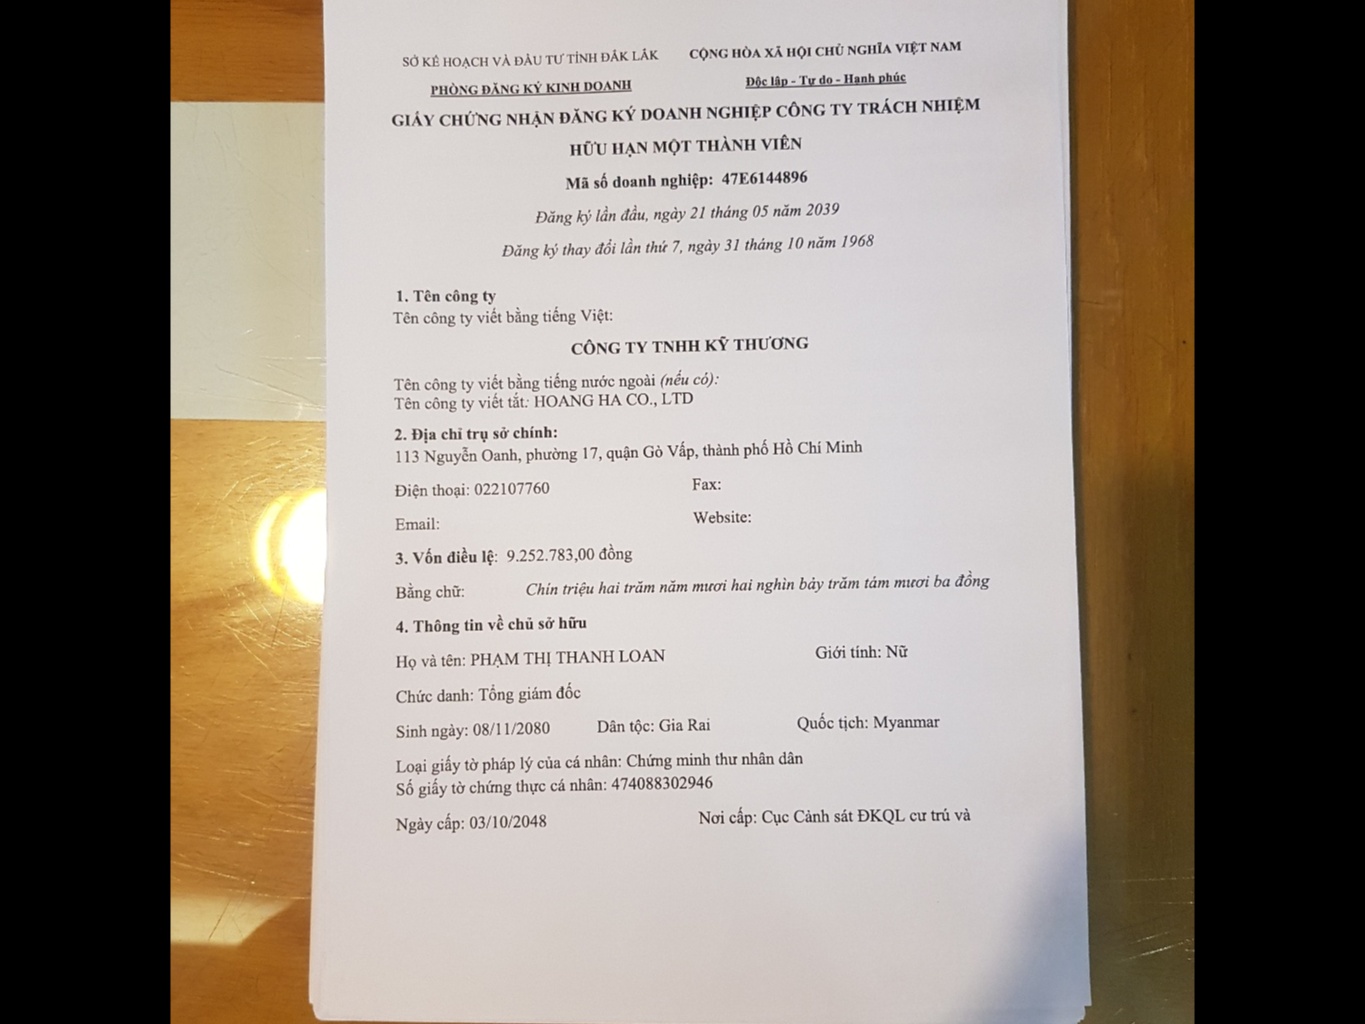 SỞ KẾ HOẠCH VÀ ĐẦU TƯ TỈNH ĐẮK LẮK
CỘNG HÒA XÃ HỘI CHỦ NGHĨA VIỆT NAM
PHÒNG ĐĂNG KÝ KINH DOANH
Độc lập - Tự do - Hạnh phúc
GIẤY CHỨNG NHẬN ĐĂNG KÝ DOANH NGHIỆP CÔNG TY TRÁCH NHIỆM
HỮU HẠN MỘT THÀNH VIÊN
Mã số doanh nghiệp: 47E6144896
Đăng ký lần đầu, ngày 21 tháng 05 năm 2039
Đăng ký thay đổi lần thứ 7, ngày 31 tháng 10 năm 1968
1. Tên công ty
Tên công ty viết bằng tiếng Việt:
CÔNG TY TNHH KỸ THƯƠNG
Tên công ty viết bằng tiếng nước ngoài (nếu có):
Tên công ty viết tắt: HOANG HA CO., LTD
2. Địa chỉ trụ sở chính:
113 Nguyễn Oanh, phường 17, quận Gò Vấp, thành phố Hồ Chí Minh
Điện thoại: 022107760 Fax:
Email: Website:
3. Vốn điều lệ: 9.252.783,00 đồng
Bằng chữ: Chín triệu hai trăm năm mươi hai nghìn bảy trăm tám mươi ba đồng
4. Thông tin về chủ sở hữu
Họ và tên: PHẠM THỊ THANH LOAN Giới tính: Nữ
Chức danh: Tổng giám đốc
Sinh ngày: 08/11/2080 Dân tộc: Gia Rai Quốc tịch: Myanmar
Loại giấy tờ pháp lý của cá nhân: Chứng minh thư nhân dân
Số giấy tờ chứng thực cá nhân: 474088302946
Ngày cấp: 03/10/2048 Nơi cấp: Cục Cảnh sát ĐKQL cư trú và